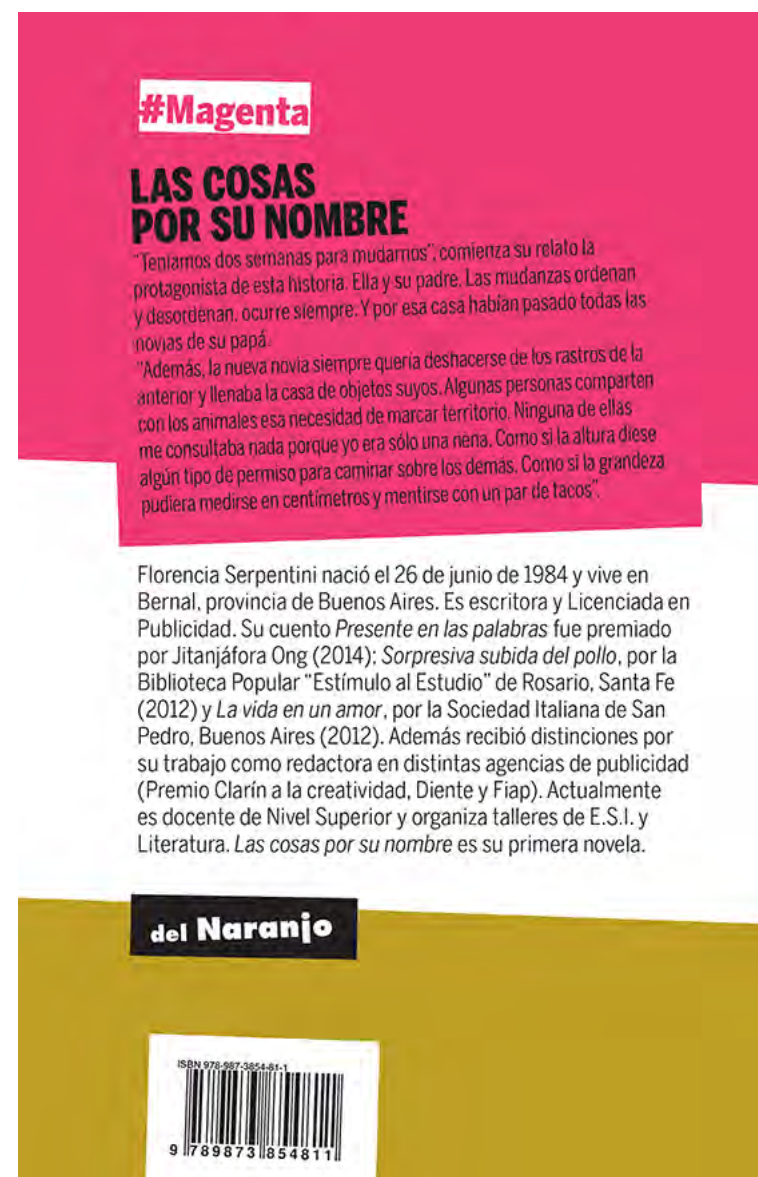 #Magenta
LAS COSAS
POR SU NOMBRE
"Teníamos dos semanas para mudarnos", comienza su relato la
protagonista de esta historia. Ella y su padre. Las mudanzas ordenan
y desordenan, ocurre siempre. Y por esa casa habían pasado todas las
novias de su papá.
"Además, la nueva novia siempre quería deshacerse de los rastros de la
anterior y llenaba la casa de objetos suyos. Algunas personas comparten
con los animales esa necesidad de marcar territorio. Ninguna de ellas
me consultaba nada porque yo era sólo una nena. Como si la altura diese
algún tipo de permiso para caminar sobre los demás. Como si la grandeza
pudiera medirse en centímetros y mentirse con un par de tacos".
Florencia Serpentini nació el 26 de junio de 1984 y vive en
Bernal, provincia de Buenos Aires. Es escritora y Licenciada en
Publicidad. Su cuento Presente en las palabras fue premiado
por Jitanjáfora Ong (2014); Sorpresiva subida del pollo, por la
Biblioteca Popular "Estímulo al Estudio" de Rosario, Santa Fe
(2012) y La vida en un amor, por la Sociedad Italiana de San
Pedro, Buenos Aires (2012). Además recibió distinciones por
su trabajo como redactora en distintas agencias de publicidad
(Premio Clarín a la creatividad, Diente y Fiap). Actualmente
es docente de Nivel Superior y organiza talleres de E.S.I. y
Literatura. Las cosas por su nombre es su primera novela.
del Naranjo
ISBN 978-987-3854-81-1
9 789873 854811